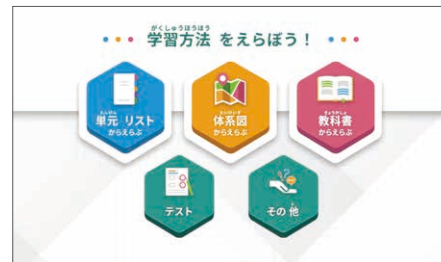 がくしゅうほうほう
学習方法 をえらぼう！
たんげん
単元 リスト
からえらぶ
たいけいず
体系図
からえらぶ
きょうかしょ
教科書
からえらぶ
テスト
その 他